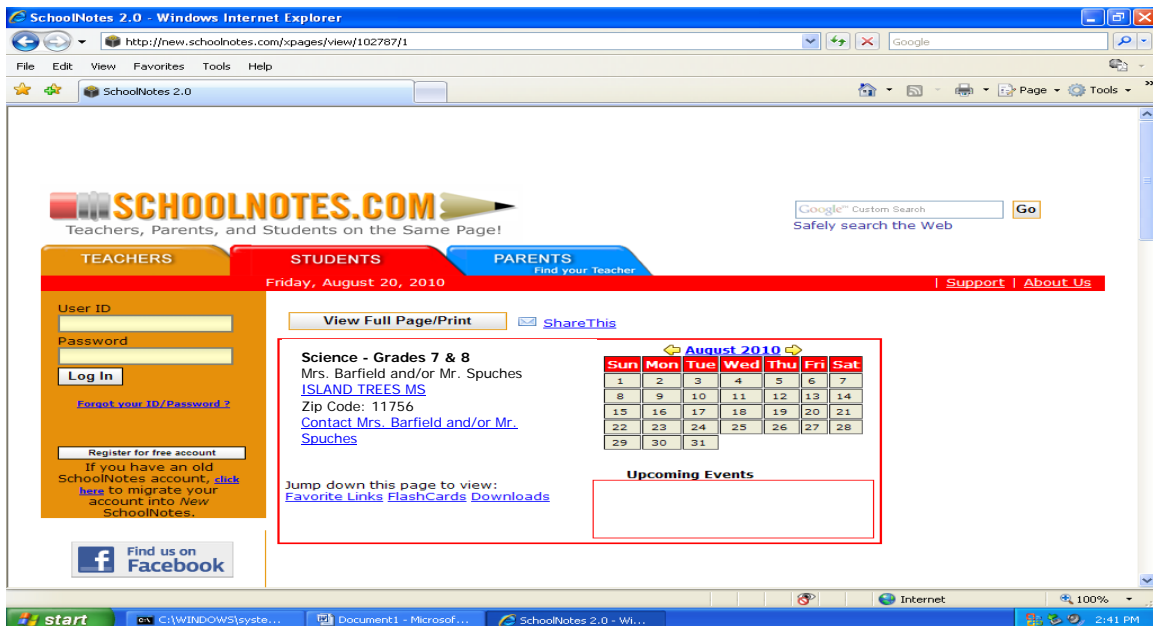 SchoolNotes 2.0 - Windows Internet Explorer
http://new.schoolnotes.com/xpages/view/102787/1
Google
File Edit View Favorites Tools Help
SchoolNotes 2.0
Page Tools
SCHOOLNOTES.COM
Teachers, Parents, and Students on the Same Page!
Google™ Custom Search Go
Safely search the Web
TEACHERS STUDENTS PARENTS
Find your Teacher
Friday, August 20, 2010 | Support | About Us
User ID
Password
Log In
Forgot your ID/Password ?
Register for free account
If you have an old
SchoolNotes account, click
here to migrate your
account into New
SchoolNotes.
Find us on
Facebook
View Full Page/Print ShareThis
Science - Grades 7 & 8
Mrs. Barfield and/or Mr. Spuches
ISLAND TREES MS
Zip Code: 11756
Contact Mrs. Barfield and/or Mr.
Spuches
Jump down this page to view:
Favorite Links FlashCards Downloads
August 2010
Sun Mon Tue Wed Thu Fri Sat
1 2 3 4 5 6 7
8 9 10 11 12 13 14
15 16 17 18 19 20 21
22 23 24 25 26 27 28
29 30 31
Upcoming Events
Internet 100%
start C:\WINDOWS\syste... Document1 - Microsof... SchoolNotes 2.0 - Wi... 2:41 PM